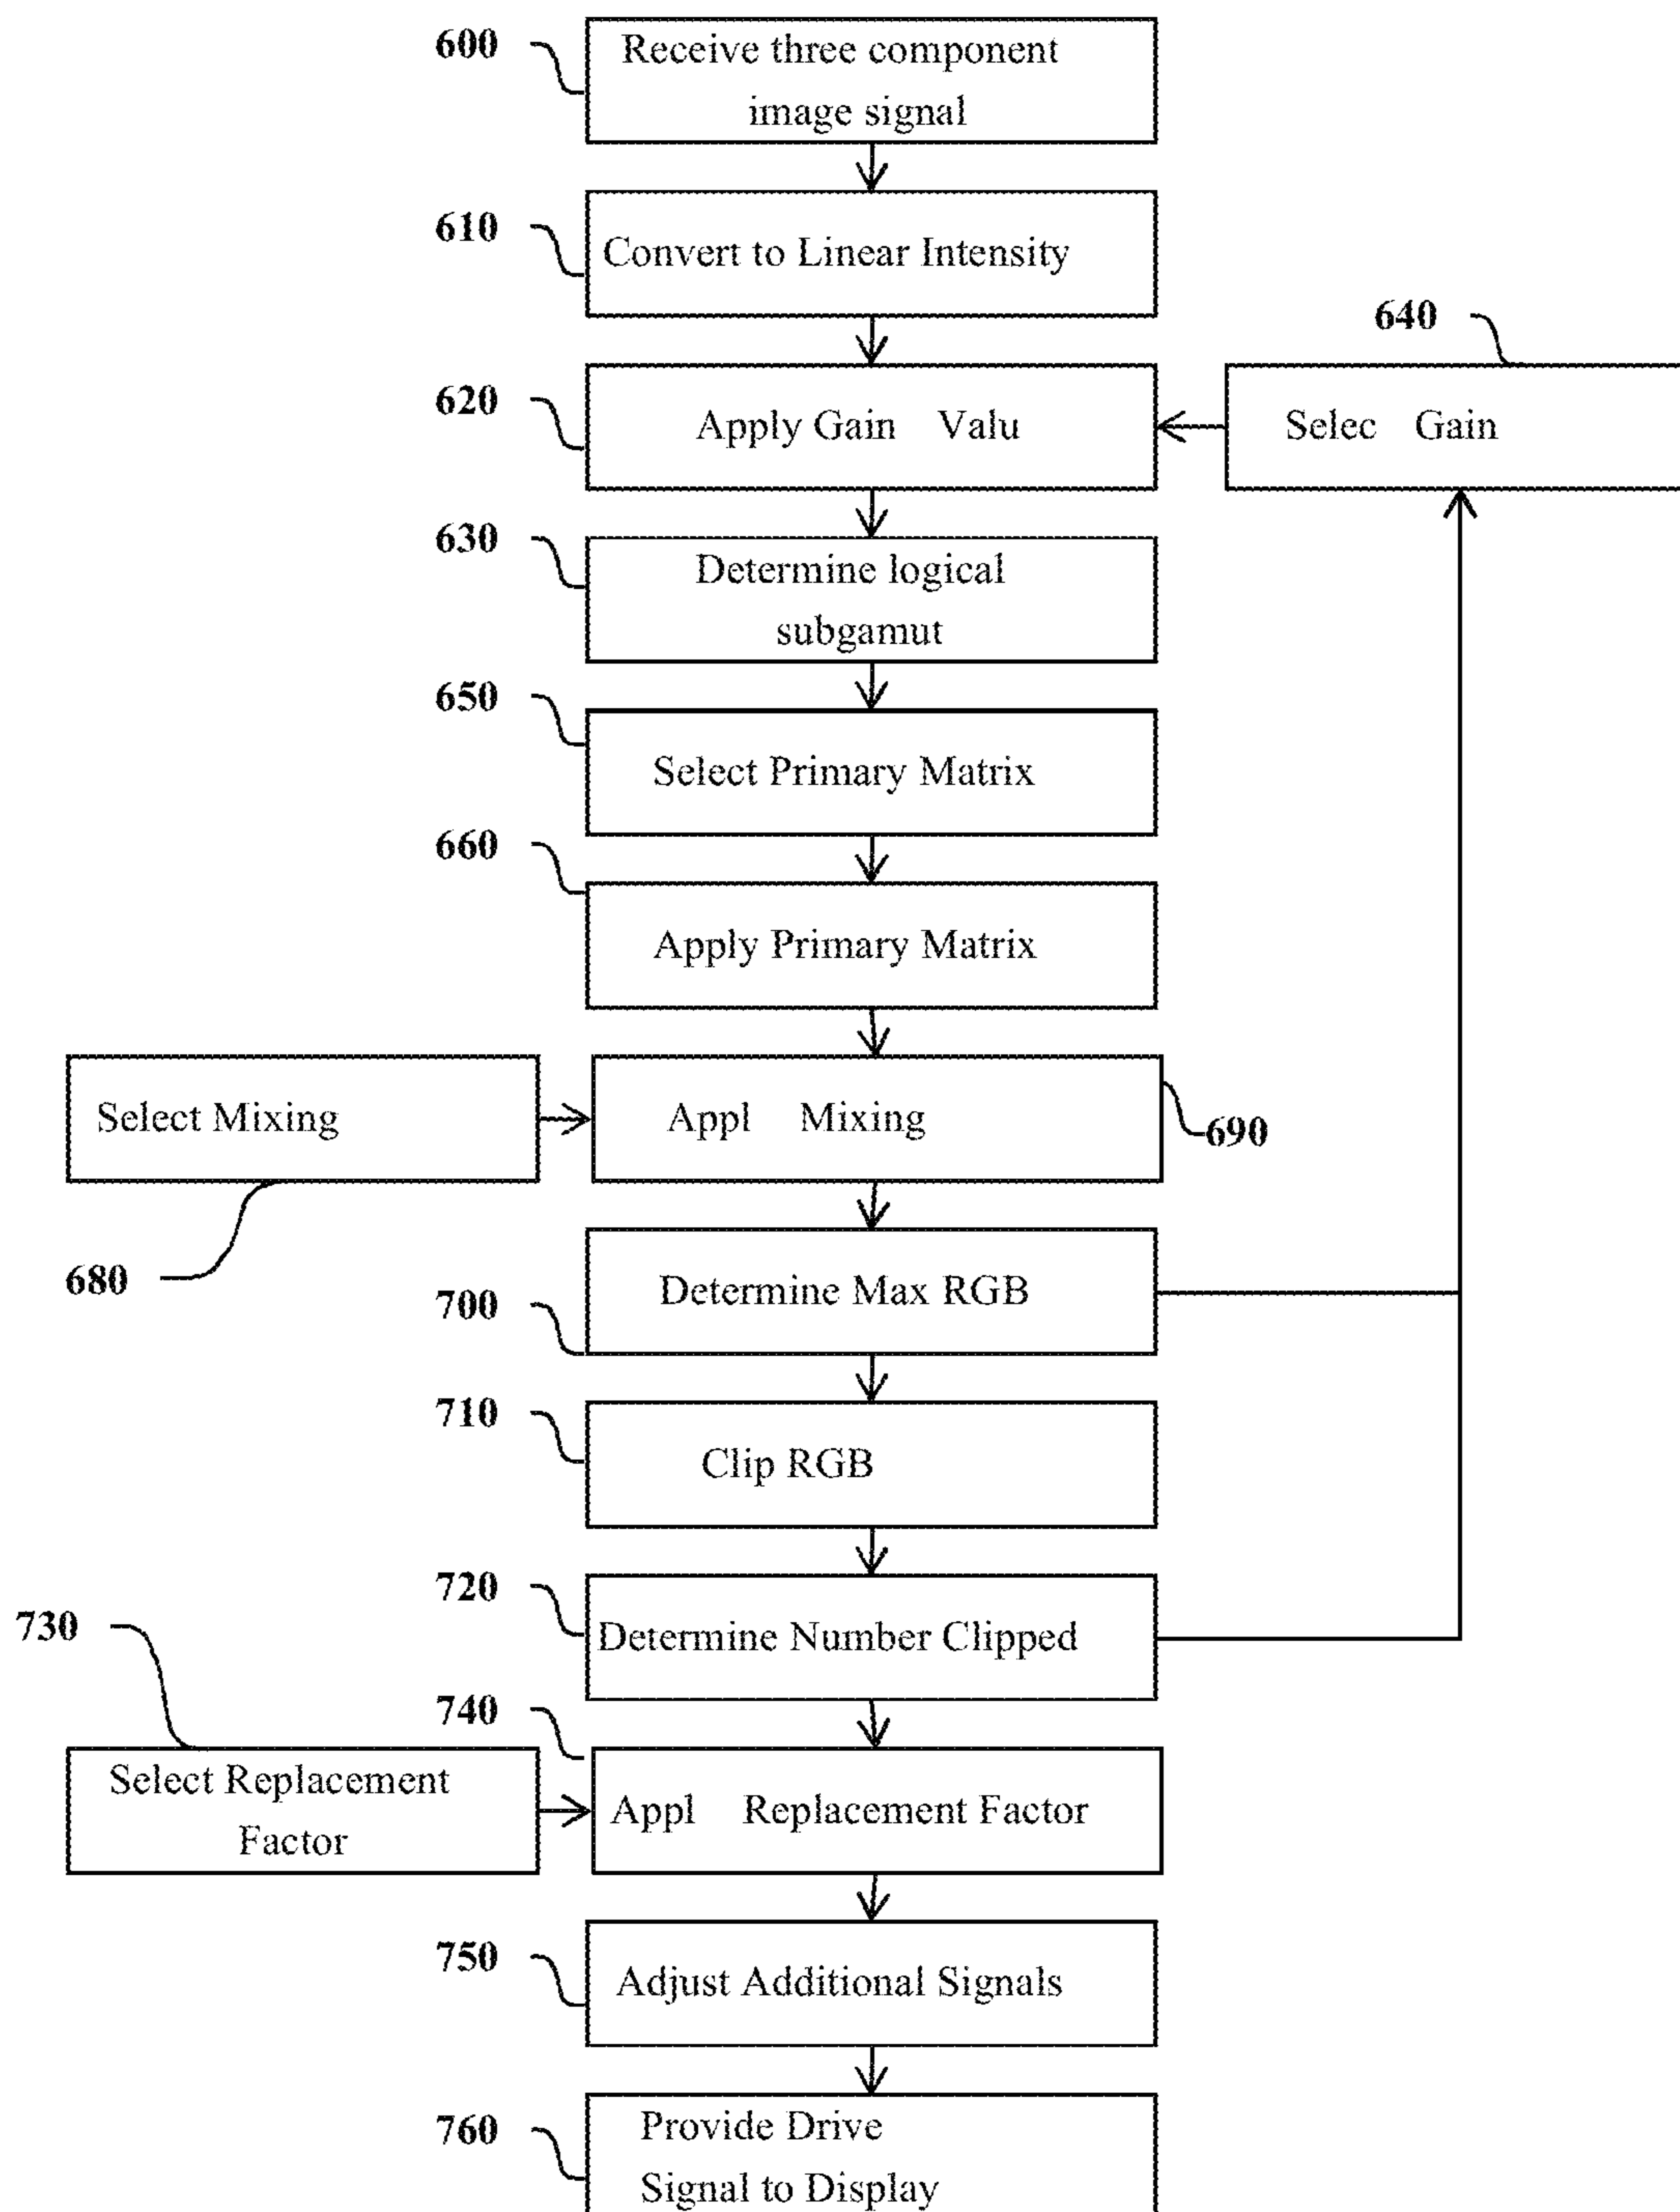 600
Receive three component
image signal
610
Convert to Linear Intensity
640
620
Apply Gain Valu
Selec Gain
630
Determine logical
subgamut
650
Select Primary Matrix
660
Apply Primary Matrix
Select Mixing
Appl Mixing
690
680
Determine Max RGB
700
710
Clip RGB
720
730
Determine Number Clipped
740
Select Replacement
Factor
Appl Replacement Factor
750
Adjust Additional Signals
760
Provide Drive
Signal to Display